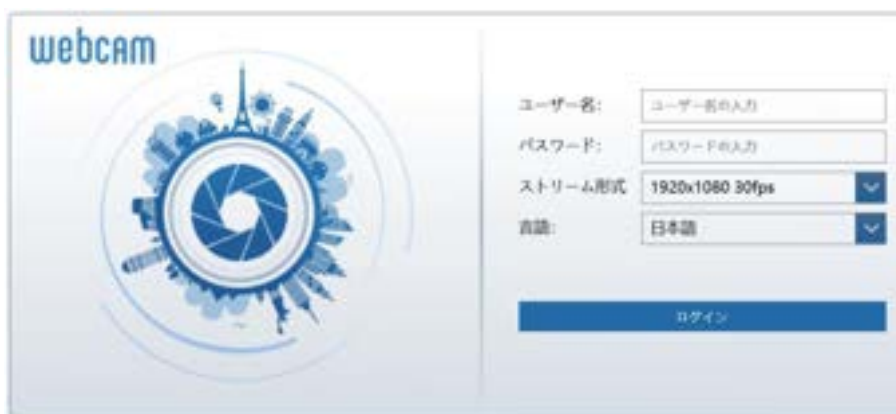 webcam
ユーザー名:
ユーザー名の入力
パスワード:
パスワードの入力
ストリーム形式
1920x1080 30fps
言語:
日本語
ログイン